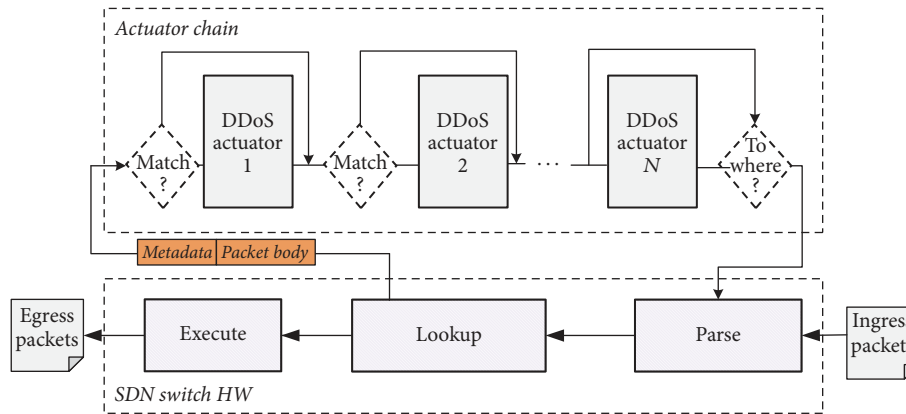 Actuator chain
DDoS
actuator
1
DDoS
actuator
2
...
DDoS
actuator
N
Match
?
Match
?
To
where
?
Metadata
Packet body
Egress
packets
Execute
Lookup
Parse
Ingress
packet
SDN switch HW